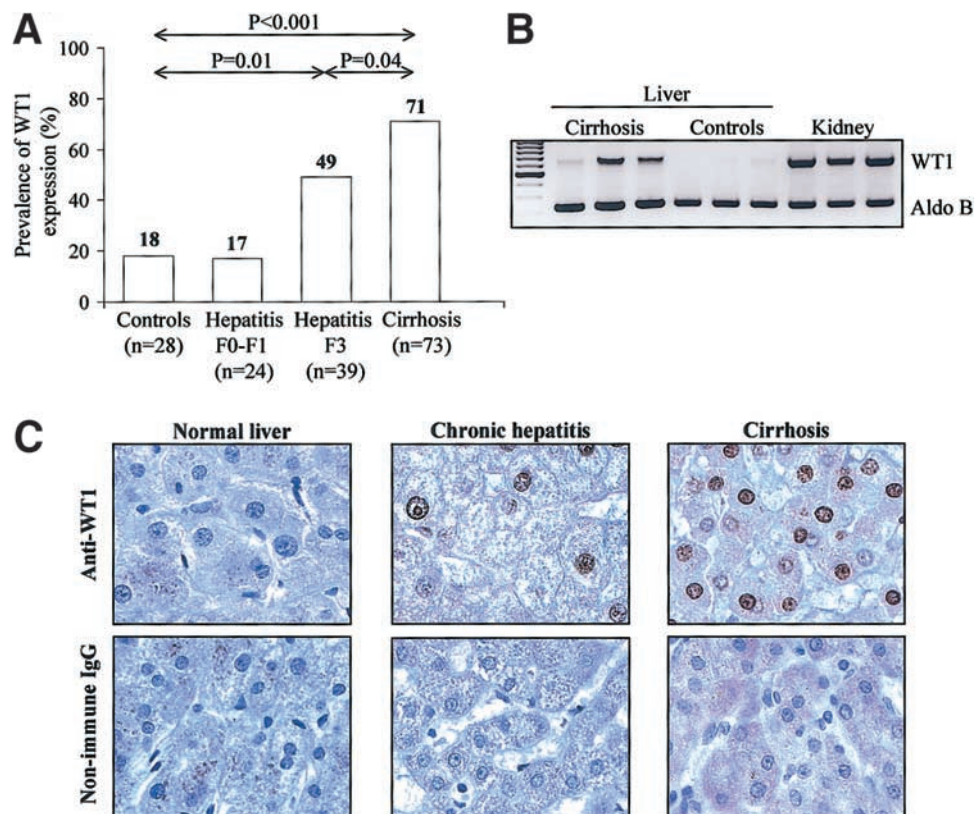 A
P<0.001
P=0.01
P=0.04
Prevalence of WT1
expression (%)
100
80
60
40
20
0
18
17
49
71
Controls
(n=28)
Hepatitis
F0-F1
(n=24)
Hepatitis
F3
(n=39)
Cirrhosis
(n=73)
B
Liver
Cirrhosis
Controls
Kidney
WT1
Aldo B
C
Normal liver
Chronic hepatitis
Cirrhosis
Anti-WT1
Non-immune IgG